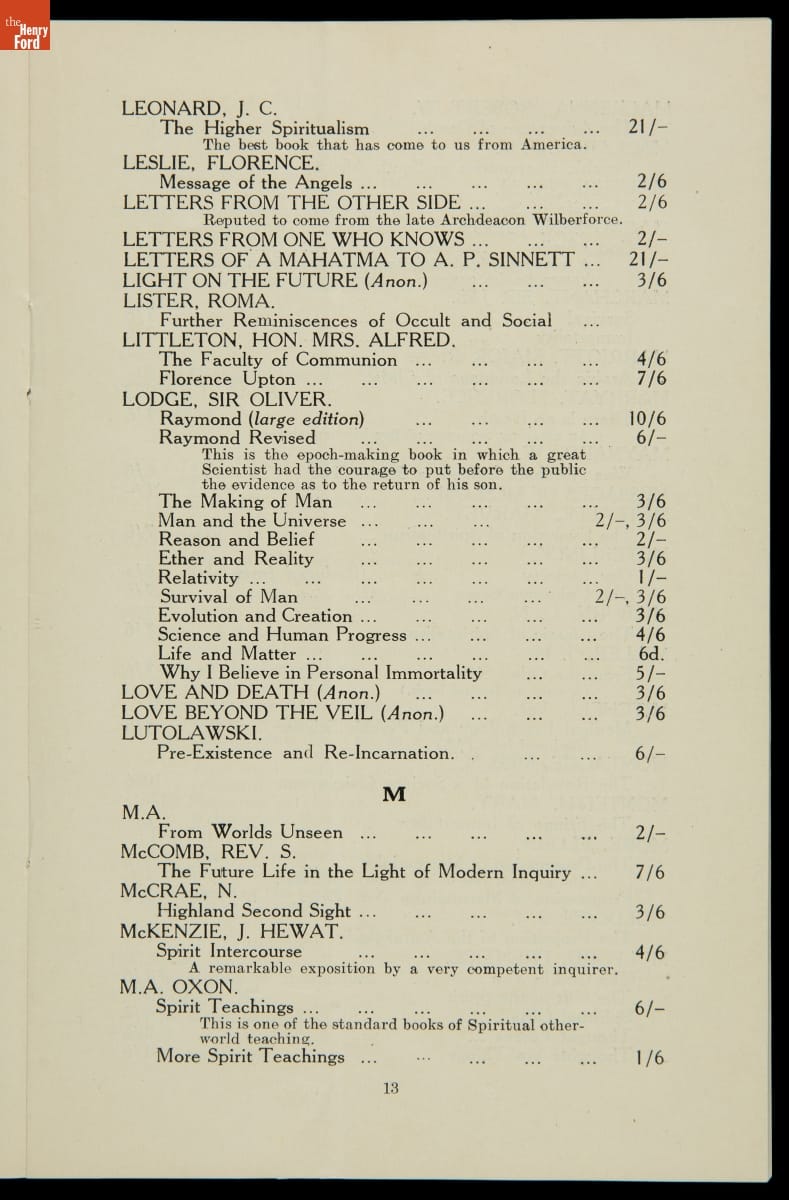 the
Henry
Ford
LEONARD, J. C.
The Higher Spiritualism ... ... ... ... 21/-
The best book that has come to us from America.
LESLIE, FLORENCE.
Message of the Angels ... ... ... ... ... 2/6
LETTERS FROM THE OTHER SIDE ... ... ... 2/6
Reputed to come from the late Archdeacon Wilberforce.
LETTERS FROM ONE WHO KNOWS ... ... ... 2/-
LETTERS OF A MAHATMA TO A. P. SINNETT ... 21/-
LIGHT ON THE FUTURE (Anon.) ... ... ... 3/6
LISTER, ROMA.
Further Reminiscences of Occult and Social ...
LITTLETON, HON. MRS. ALFRED.
The Faculty of Communion ... ... ... ... 4/6
Florence Upton ... ... ... ... ... ... 7/6
LODGE, SIR OLIVER.
Raymond (large edition) ... ... ... ... 10/6
Raymond Revised ... ... ... ... ... 6/-
This is the epoch-making book in which a great
Scientist had the courage to put before the public
the evidence as to the return of his son.
The Making of Man ... ... ... ... ... 3/6
Man and the Universe ... ... ... 2/-, 3/6
Reason and Belief ... ... ... ... ... 2/-
Ether and Reality ... ... ... ... ... 3/6
Relativity ... ... ... ... ... ... ... 1/-
Survival of Man ... ... ... ... 2/-, 3/6
Evolution and Creation ... ... ... ... ... 3/6
Science and Human Progress ... ... ... ... 4/6
Life and Matter ... ... ... ... ... ... 6d.
Why I Believe in Personal Immortality ... ... 5/-
LOVE AND DEATH (Anon.) ... ... ... ... 3/6
LOVE BEYOND THE VEIL (Anon.) ... ... ... 3/6
LUTOLAWSKI.
Pre-Existence and Re-Incarnation. . ... ... 6/-
M
M.A.
From Worlds Unseen ... ... ... ... ... 2/-
McCOMB, REV. S.
The Future Life in the Light of Modern Inquiry ... 7/6
McCRAE, N.
Highland Second Sight ... ... ... ... ... 3/6
McKENZIE, J. HEWAT.
Spirit Intercourse ... ... ... ... ... 4/6
A remarkable exposition by a very competent inquirer.
M.A. OXON.
Spirit Teachings ... ... ... ... ... ... 6/-
This is one of the standard books of Spiritual other-
world teaching.
More Spirit Teachings ... ... ... ... ... 1/6
13